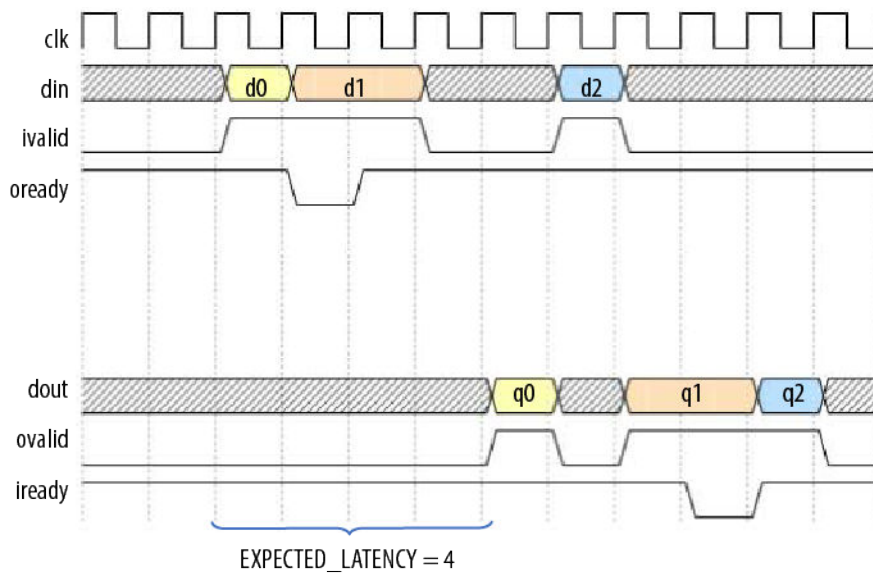 clk
din d0 d1 d2
ivalid
oready
dout q0 q1 q2
ovalid
iready
EXPECTED_LATENCY = 4